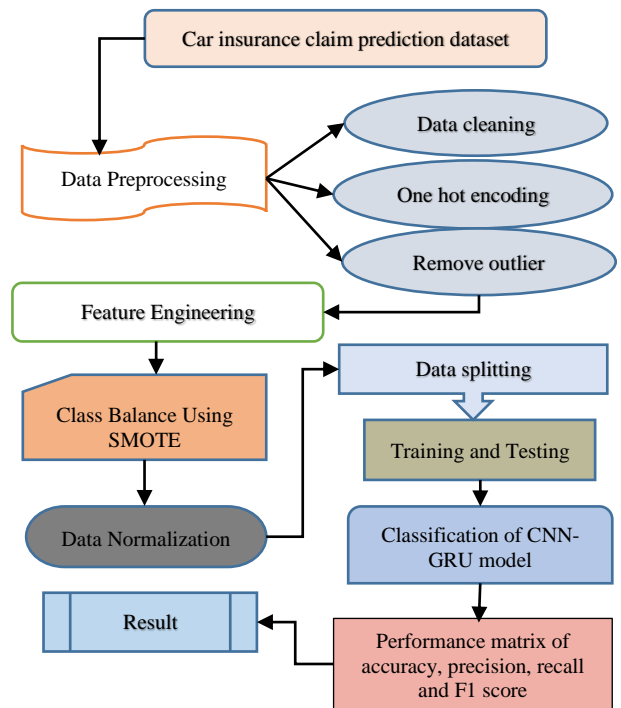 Car insurance claim prediction dataset
Data Preprocessing
Data cleaning
One hot encoding
Remove outlier
Feature Engineering
Class Balance Using
SMOTE
Data Normalization
Data splitting
Training and Testing
Classification of CNN-
GRU model
Performance matrix of
accuracy, precision, recall
and F1 score
Result